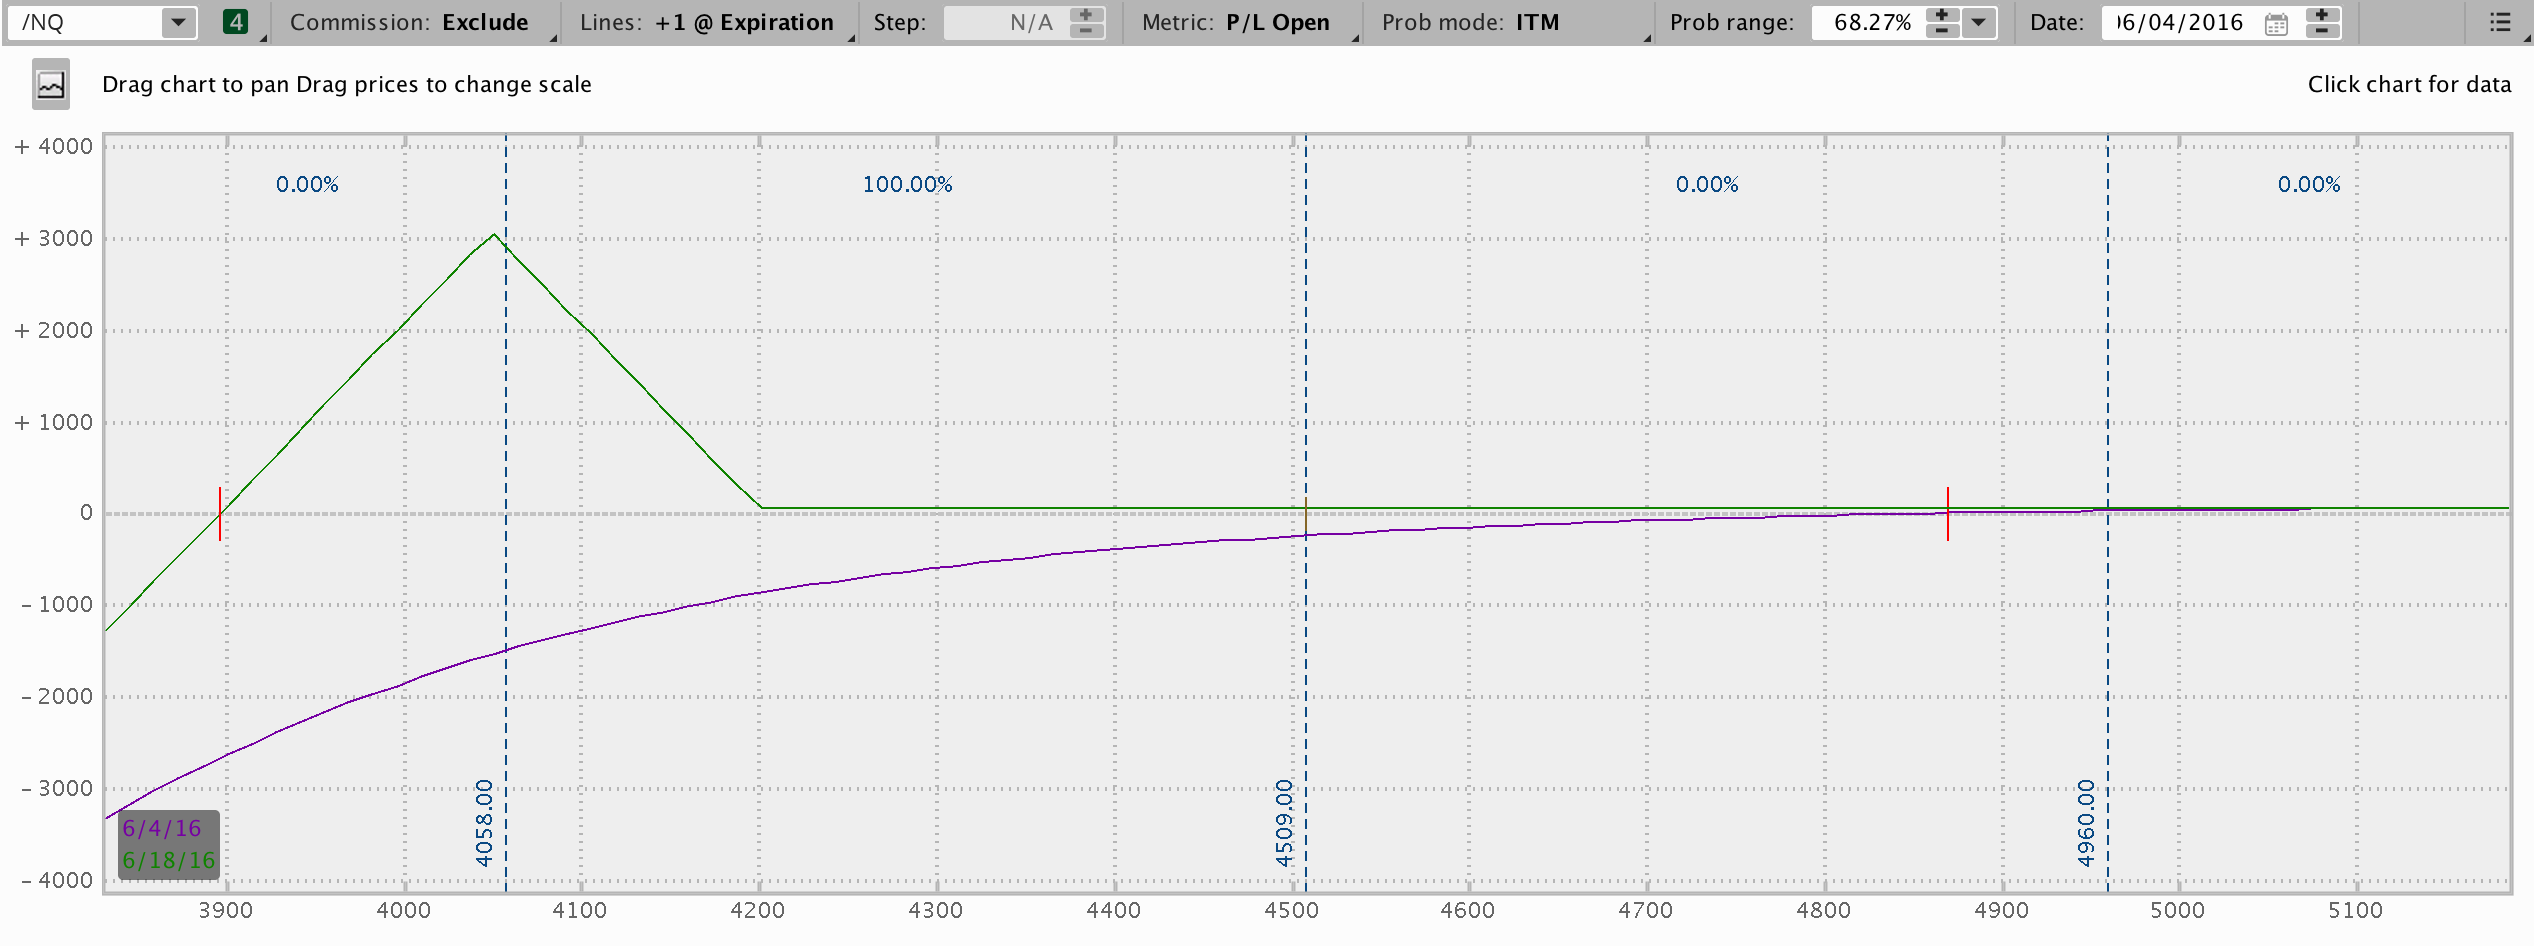 /NQ 4 Commission: Exclude Lines: +1 @ Expiration Step: N/A Metric: P/L Open Prob mode: ITM Prob range: 68.27% Date: 06/04/2016
Drag chart to pan Drag prices to change scale Click chart for data
+ 4000
0.00% 100.00% 0.00% 0.00%
+ 3000
+ 2000
+ 1000
0
- 1000
- 2000
- 3000
4058.00 4509.00 4960.00
6/4/16
6/18/16
- 4000
3900 4000 4100 4200 4300 4400 4500 4600 4700 4800 4900 5000 5100